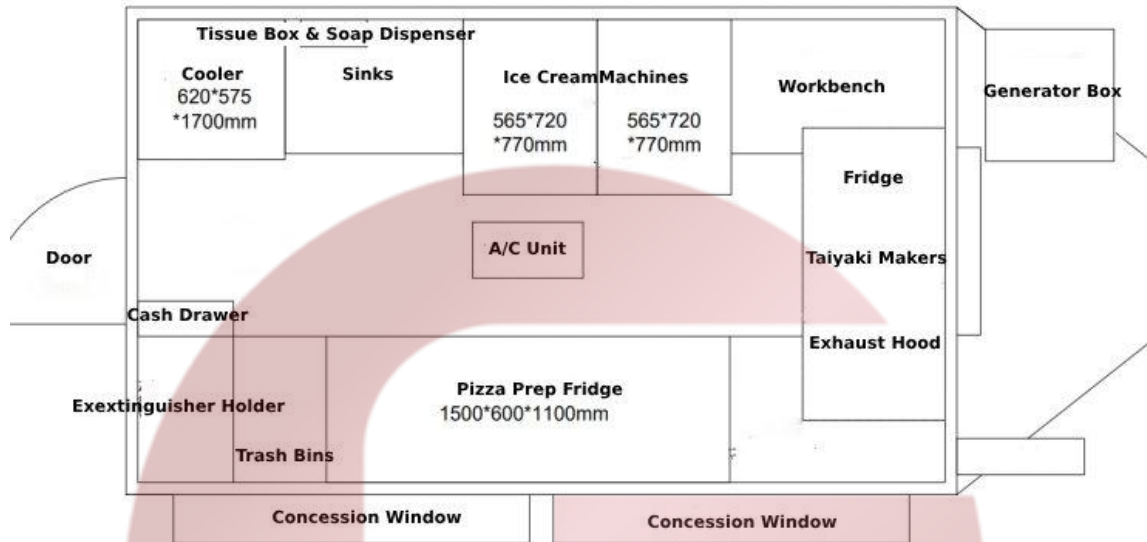 Tissue Box & Soap Dispenser
Cooler
620*575
*1700mm
Sinks
Ice CreamMachines
565*720
*770mm
565*720
*770mm
Workbench
Generator Box
Fridge
Door
A/C Unit
Taiyaki Makers
Cash Drawer
Exhaust Hood
Pizza Prep Fridge
1500*600*1100mm
Exextinguisher Holder
Trash Bins
Concession Window
Concession Window